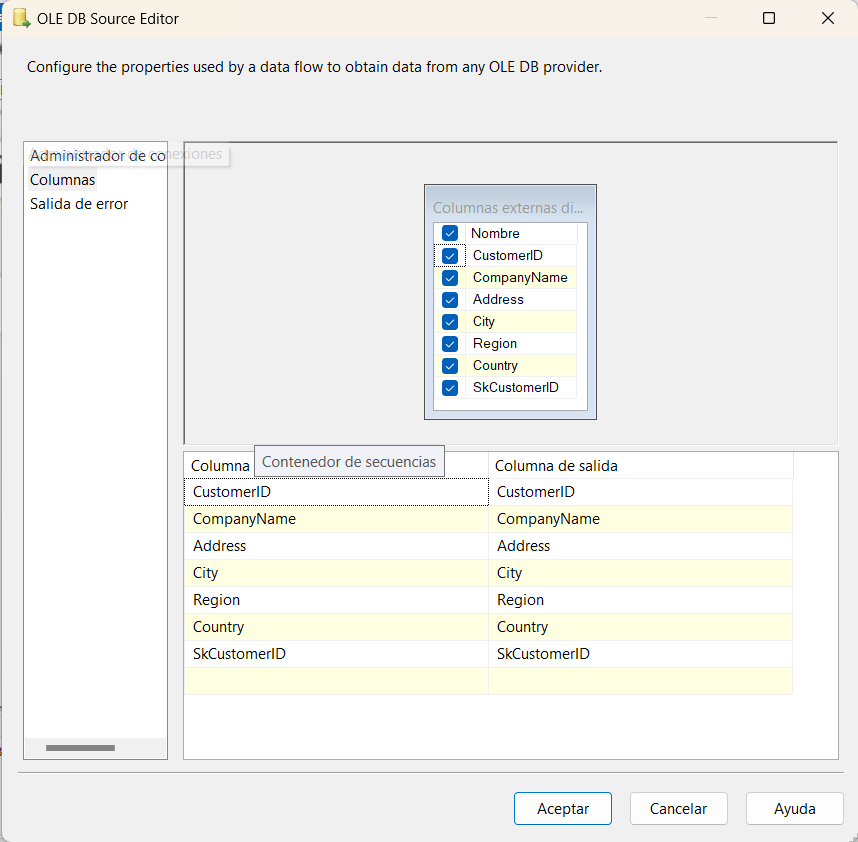 OLE DB Source Editor
Configure the properties used by a data flow to obtain data from any OLE DB provider.
Administrador de conexiones
Administrador de co
Columnas
Salida de error
Columnas externas di...
Nombre
CustomerID
CompanyName
Address
City
Region
Country
SkCustomerID
Contenedor de secuencias
Columna
Columna de salida
CustomerID CustomerID
CompanyName CompanyName
Address Address
City City
Region Region
Country Country
SkCustomerID SkCustomerID
Aceptar Cancelar Ayuda